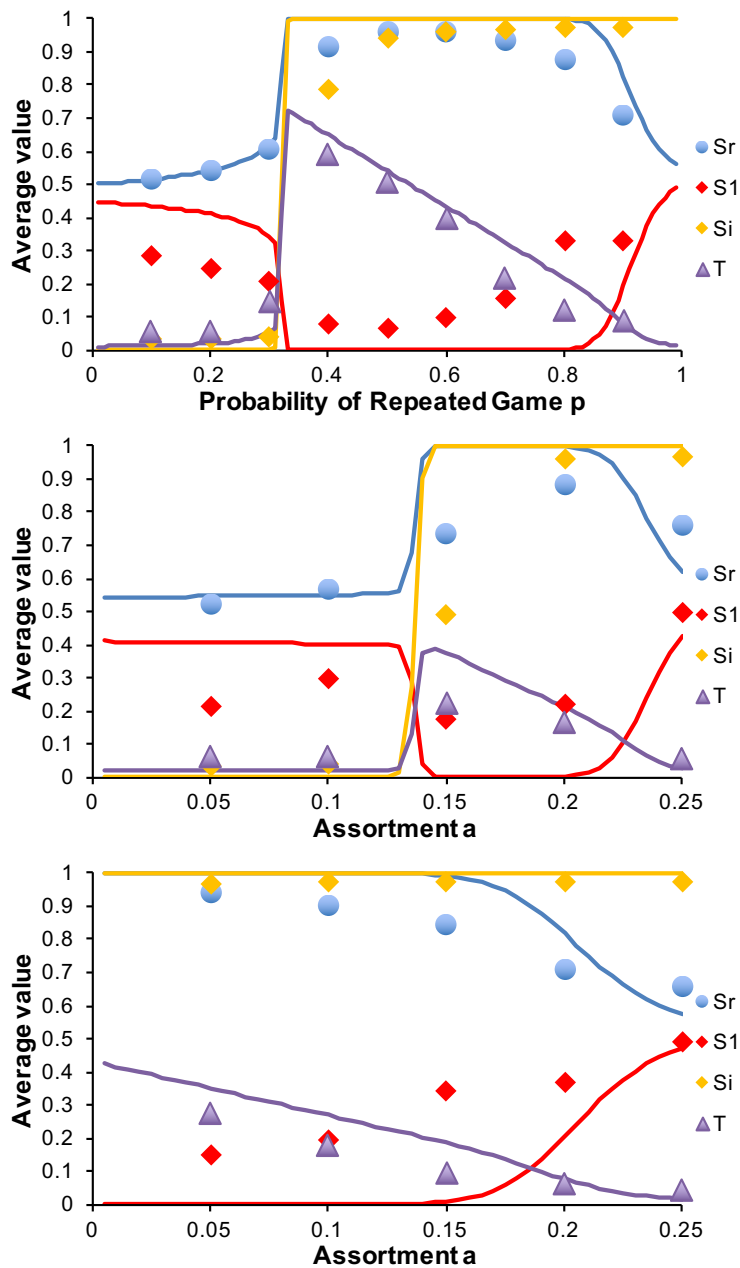 1
0.9
0.8
0.7
0.6
0.5
0.4
0.3
0.2
0.1
0
Average value
0 0.2 0.4 0.6 0.8 1
Probability of Repeated Game p
Sr
S1
Si
T
1
0.9
0.8
0.7
0.6
0.5
0.4
0.3
0.2
0.1
0
Average value
0 0.05 0.1 0.15 0.2 0.25
Assortment a
Sr
S1
Si
T
1
0.9
0.8
0.7
0.6
0.5
0.4
0.3
0.2
0.1
0
Average value
0 0.05 0.1 0.15 0.2 0.25
Assortment a
Sr
S1
Si
T